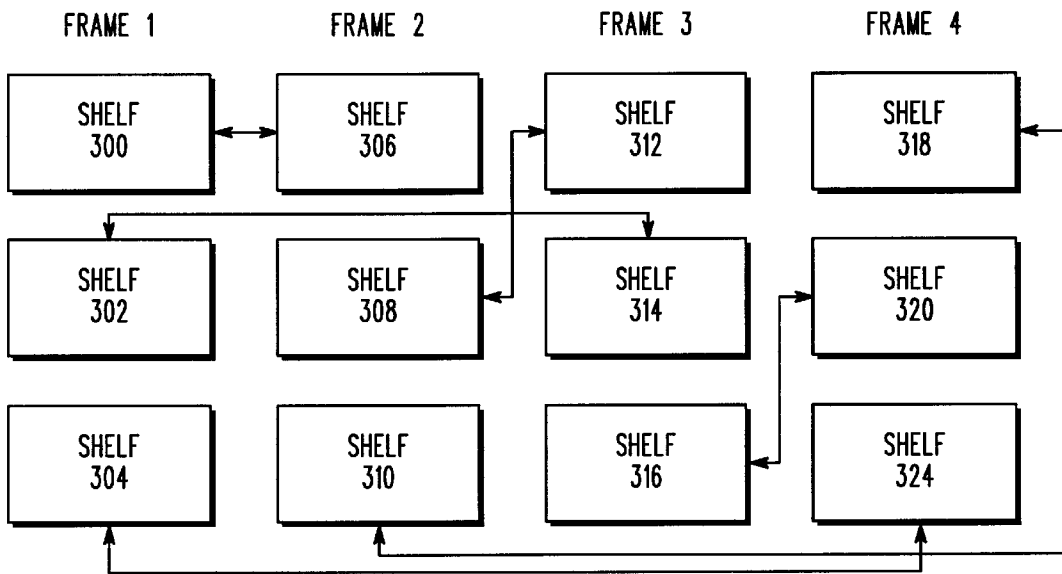 FRAME 1 FRAME 2 FRAME 3 FRAME 4
SHELF SHELF SHELF SHELF
300 306 312 318
SHELF SHELF SHELF SHELF
302 308 314 320
SHELF SHELF SHELF SHELF
304 310 316 324